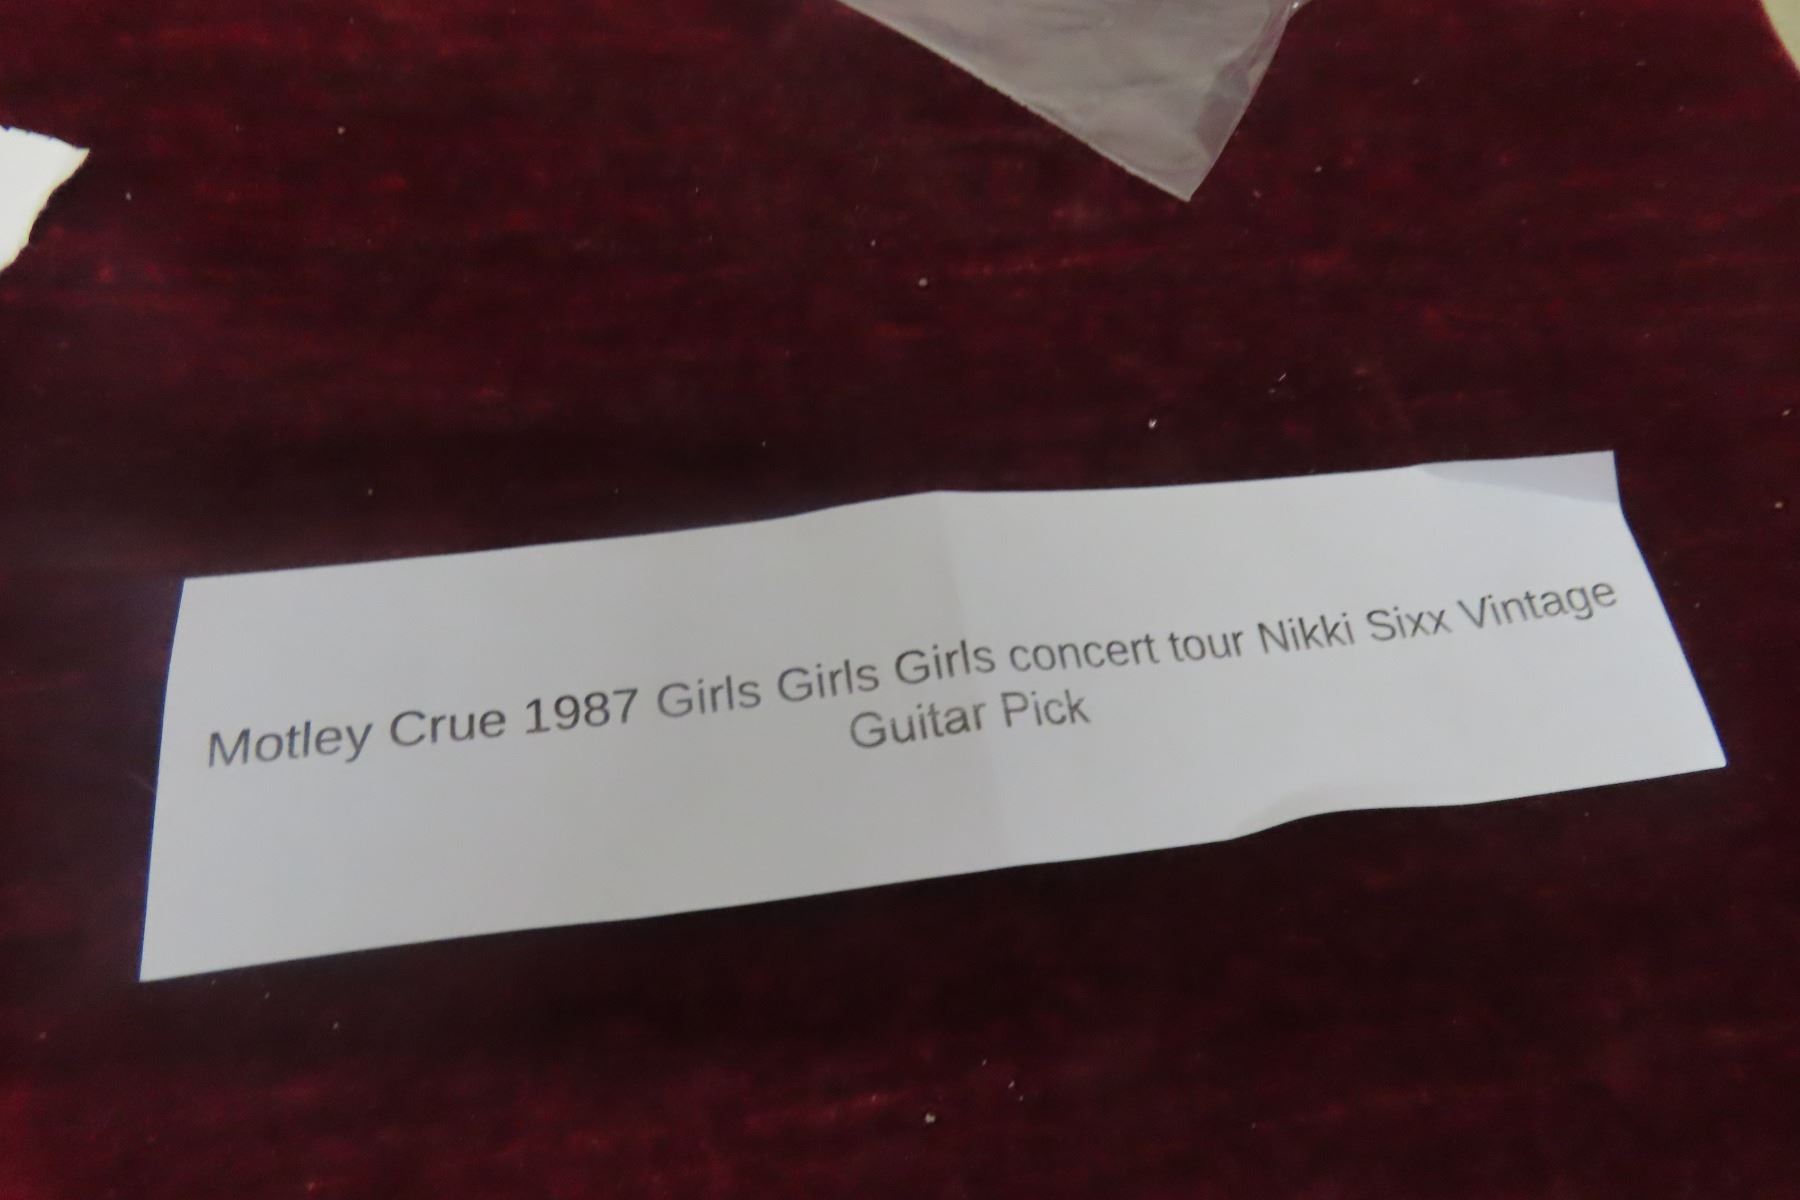 Motley Crue 1987 Girls Girls Girls concert tour Nikki Sixx Vintage
Guitar Pick